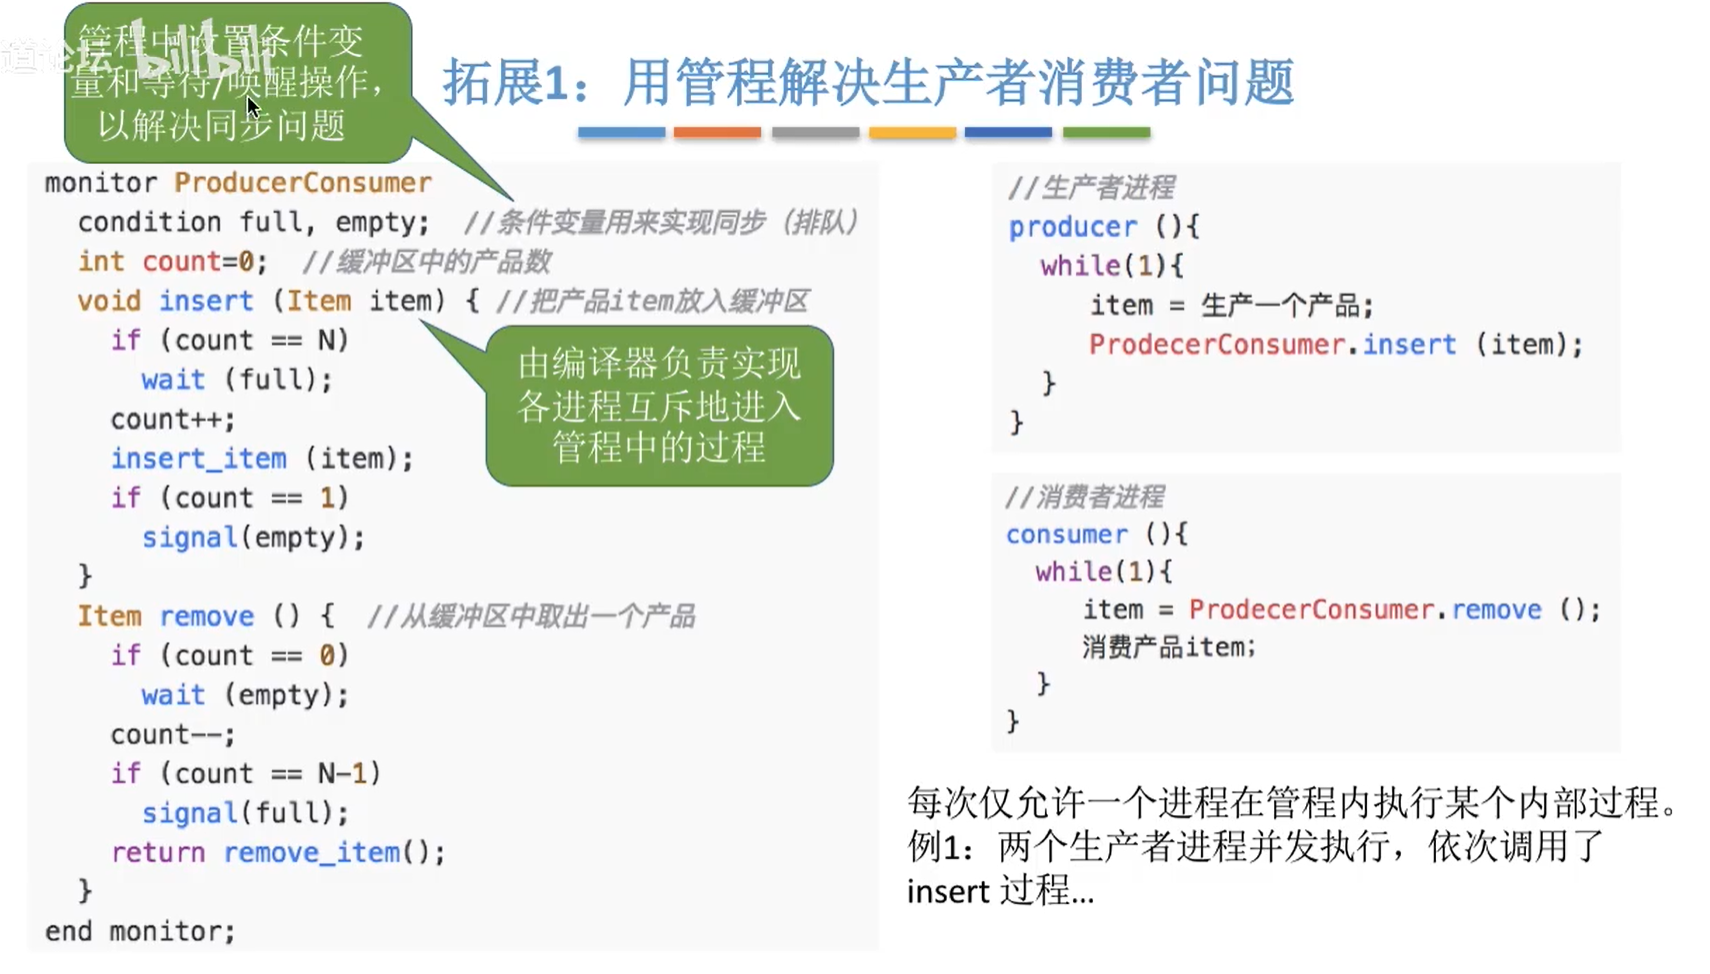 管程中设置条件变
量和等待/唤醒操作，
以解决同步问题
道论坛 bilibili
拓展1：用管程解决生产者消费者问题
monitor ProducerConsumer
condition full, empty; //条件变量用来实现同步（排队）
int count=0; //缓冲区中的产品数
void insert (Item item) { //把产品item放入缓冲区
if (count == N)
wait (full);
count++;
insert_item (item);
if (count == 1)
signal(empty);
}
Item remove () { //从缓冲区中取出一个产品
if (count == 0)
wait (empty);
count--;
if (count == N-1)
signal(full);
return remove_item();
}
end monitor;
由编译器负责实现
各进程互斥地进入
管程中的过程
//生产者进程
producer (){
while(1){
item = 生产一个产品;
ProdecerConsumer.insert (item);
}
}
//消费者进程
consumer (){
while(1){
item = ProdecerConsumer.remove ();
消费产品item;
}
}
每次仅允许一个进程在管程内执行某个内部过程。
例1：两个生产者进程并发执行，依次调用了
insert 过程...